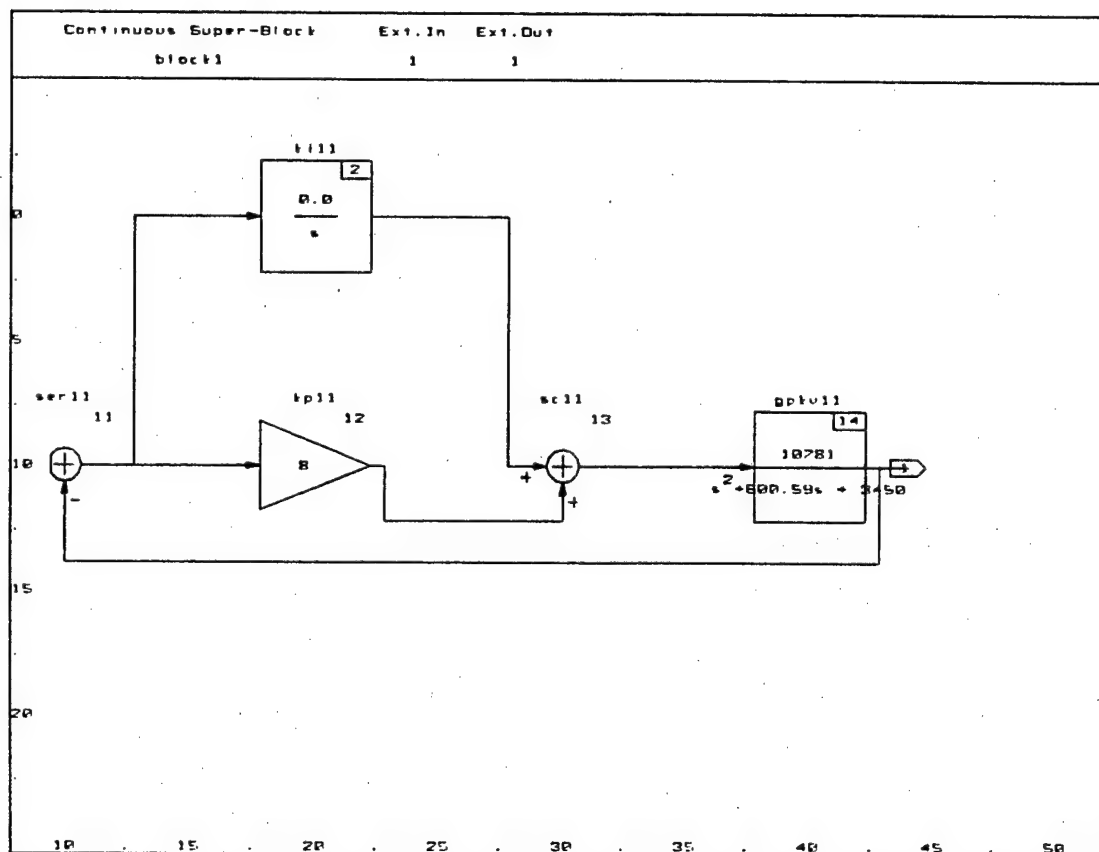 Continuous Super-Block Ext.In Ext.Out
block1 1 1
ki11
2
0.0
s
0
5
ser11
11
kp11
12
sc11
13
gpkv11
14
10
8
10781
+
-
+
s² +600.59s + 3450
15
20
10 . 15 . 20 . 25 . 30 . 35 . 40 . 45 . 50